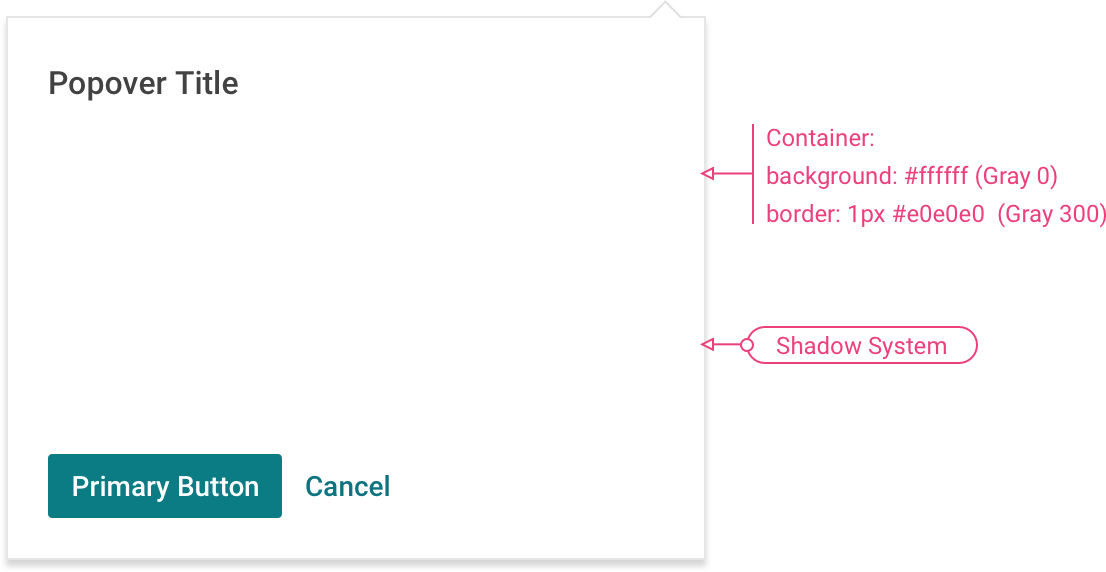 Popover Title
Container:
background: #ffffff (Gray 0)
border: 1px #e0e0e0  (Gray 300)
Shadow System
Primary Button
Cancel